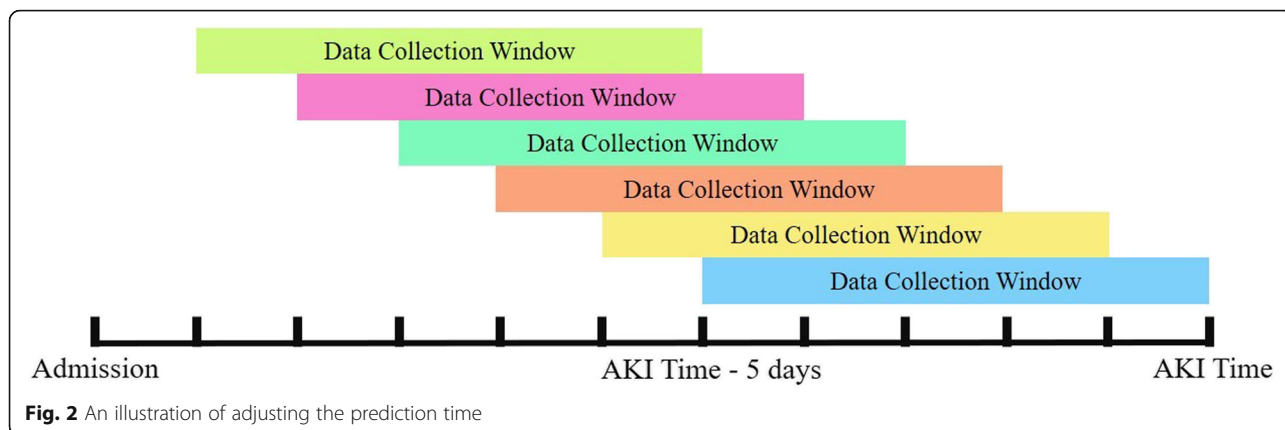 Data Collection Window
Data Collection Window
Data Collection Window
Data Collection Window
Data Collection Window
Data Collection Window
Admission AKI Time - 5 days AKI Time
Fig. 2 An illustration of adjusting the prediction time